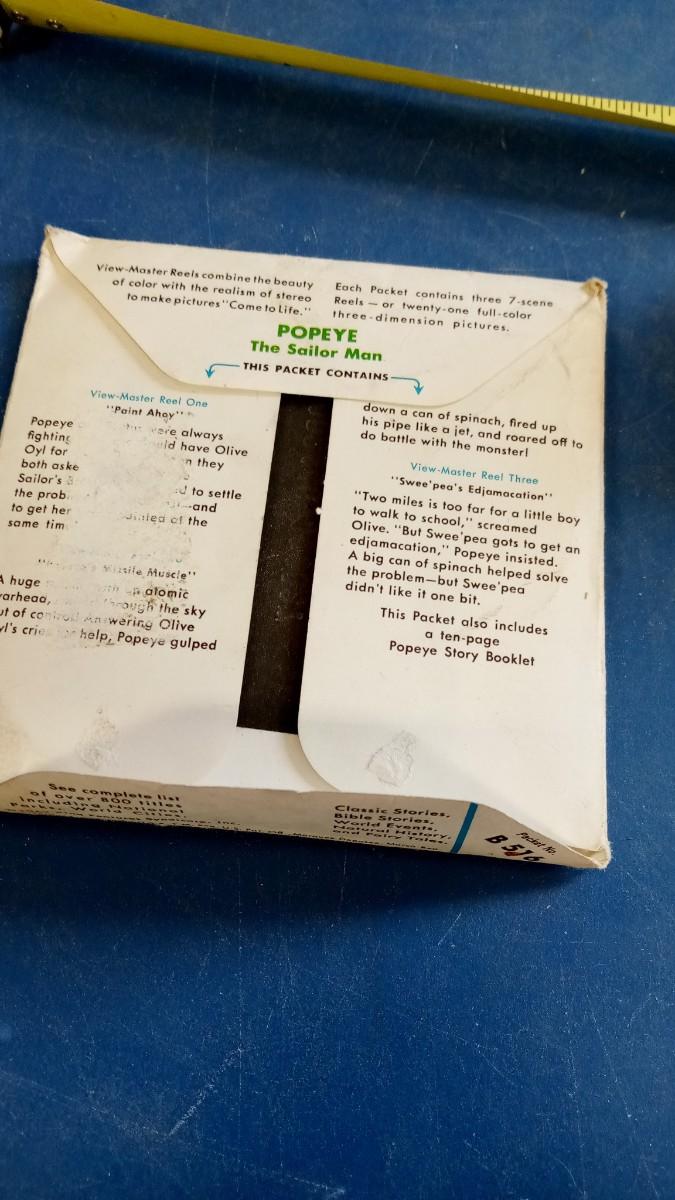 View-Master Reels combine the beauty
of color with the realism of stereo
to make pictures "Come to Life."
Each Packet contains three 7-scene
Reels — or twenty-one full-color
three-dimension pictures.
POPEYE
The Sailor Man
THIS PACKET CONTAINS
View-Master Reel One
"Paint Ahoy"
Popeye were always
fighting have Olive
Oyl for they
both aske
Sailor's
to settle
the prob —and
to get her of the
same tim
Missile Muscle"
A huge atomic
through the sky
Answering Olive
help, Popeye gulped
down a can of spinach, fired up
his pipe like a jet, and roared off to
do battle with the monster!
View-Master Reel Three
"Swee'pea's Edjamacation"
"Two miles is too far for a little boy
to walk to school," screamed
Olive. "But Swee'pea gots to get an
edjamacation," Popeye insisted.
A big can of spinach helped solve
the problem—but Swee'pea
didn't like it one bit.
This Packet also includes
a ten-page
Popeye Story Booklet
See complete list
of over 800 titles
including National
Parks, World Cities,
Classic Stories,
Bible Stories,
World Events,
Natural History,
and Fairy Tales.
Packet No.
B 516